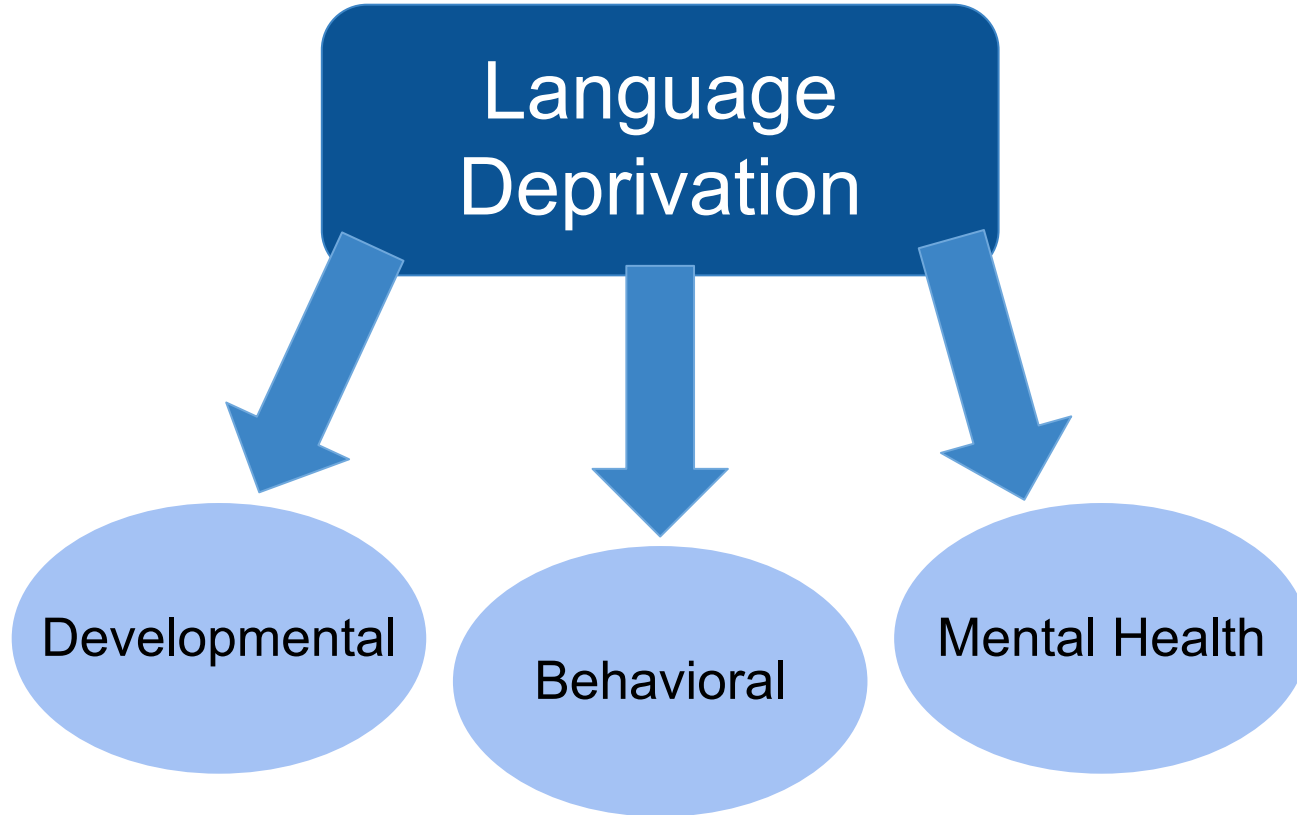 Language
Deprivation
Developmental
Behavioral
Mental Health